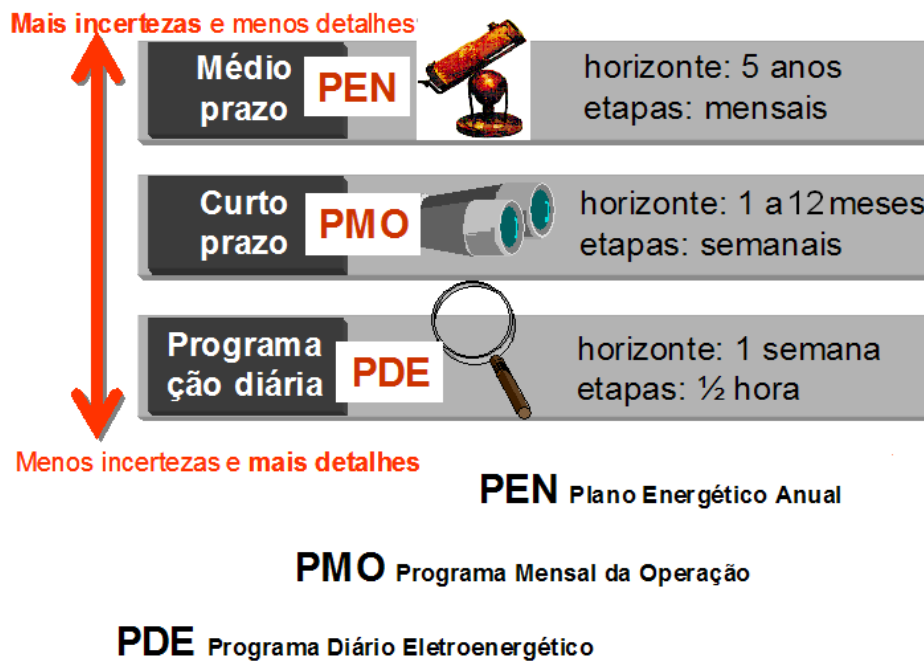 Mais incertezas e menos detalhes
Médio
prazo
PEN
horizonte: 5 anos
etapas: mensais
Curto
prazo
PMO
horizonte: 1 a 12 meses
etapas: semanais
Programa
ção diária
PDE
horizonte: 1 semana
etapas: ½ hora
Menos incertezas e mais detalhes
PEN Plano Energético Anual
PMO Programa Mensal da Operação
PDE Programa Diário Eletroenergético